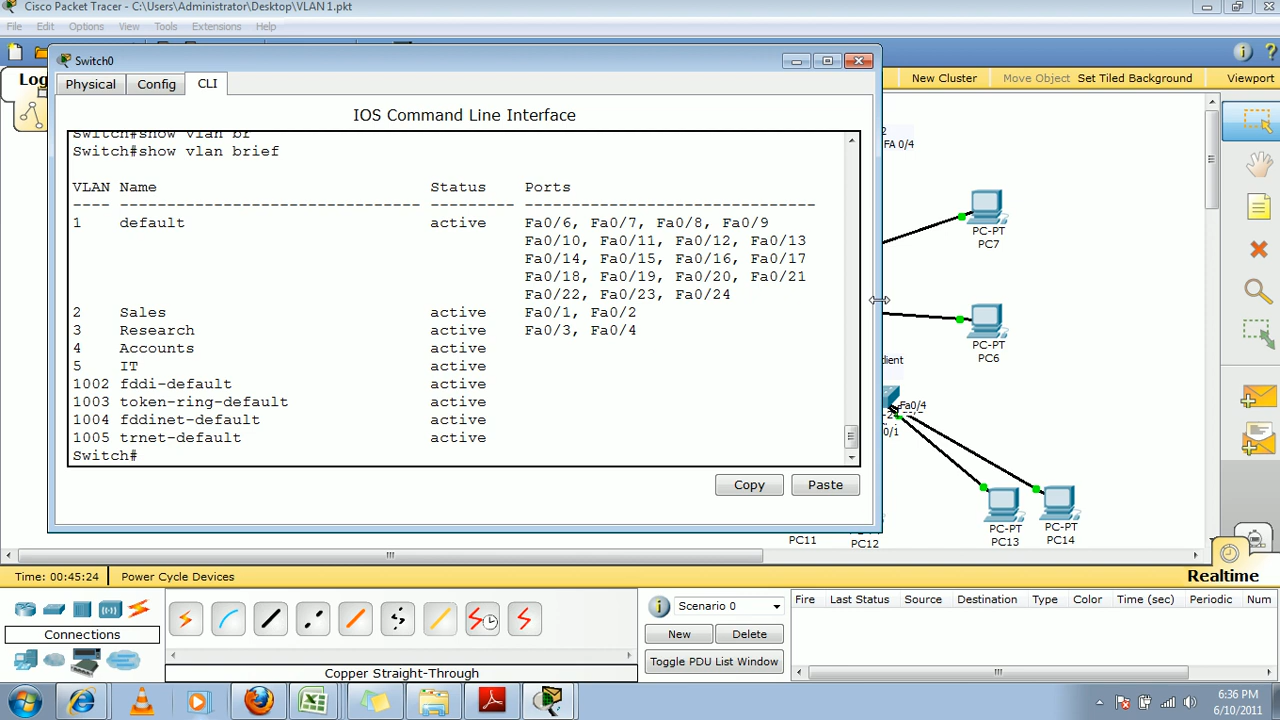 Cisco Packet Tracer - C:\Users\Administrator\Desktop\VLAN 1.pkt
File Edit Options View Tools Extensions Help
Switch0
Log
New Cluster Move Object Set Tiled Background Viewport
Physical Config CLI
IOS Command Line Interface
Switch#show vlan br
Switch#show vlan brief
VLAN Name Status Ports
---- -------------------------------- --------- -------------------------------
1 default active Fa0/6, Fa0/7, Fa0/8, Fa0/9
Fa0/10, Fa0/11, Fa0/12, Fa0/13
Fa0/14, Fa0/15, Fa0/16, Fa0/17
Fa0/18, Fa0/19, Fa0/20, Fa0/21
Fa0/22, Fa0/23, Fa0/24
2 Sales active Fa0/1, Fa0/2
3 Research active Fa0/3, Fa0/4
4 Accounts active
5 IT active
1002 fddi-default active
1003 token-ring-default active
1004 fddinet-default active
1005 trnet-default active
Switch#
Copy Paste
2
FA 0/4
PC-PT
PC7
PC-PT
PC6
dient
Fa0/4
0/1
PC-PT
PC13
PC-PT
PC14
PC11
PC12
Time: 00:45:24 Power Cycle Devices
Realtime
Connections
Copper Straight-Through
Scenario 0
New Delete
Toggle PDU List Window
Fire Last Status Source Destination Type Color Time (sec) Periodic Num
6:36 PM
6/10/2011